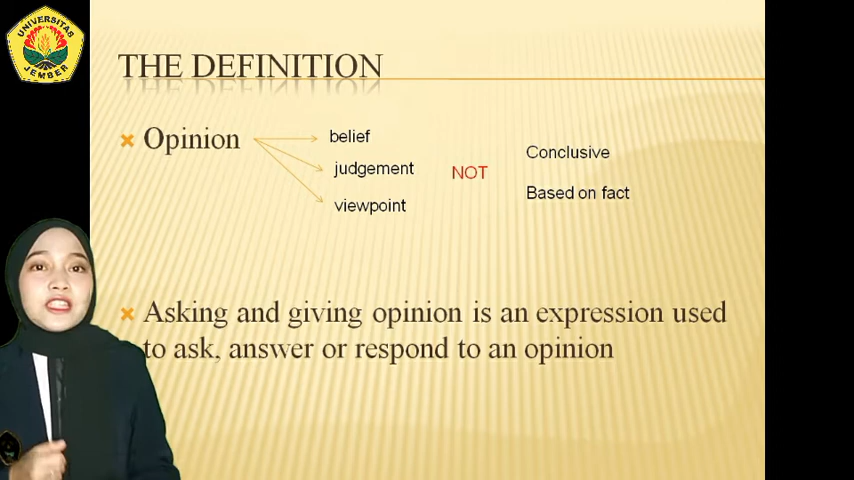 UNIVERSITAS
JEMBER
THE DEFINITION
Opinion
belief
judgement
viewpoint
NOT
Conclusive
Based on fact
Asking and giving opinion is an expression used
to ask, answer or respond to an opinion